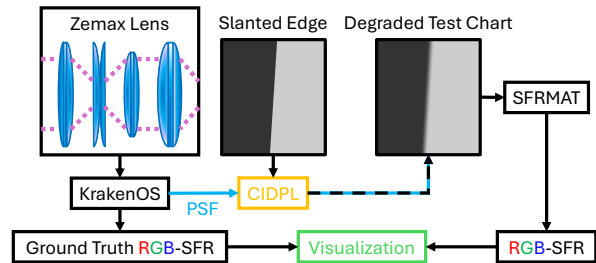 Zemax Lens
Slanted Edge
Degraded Test Chart
SFRMAT
KrakenOS
PSF
CIDPL
Ground Truth RGB-SFR
Visualization
RGB-SFR